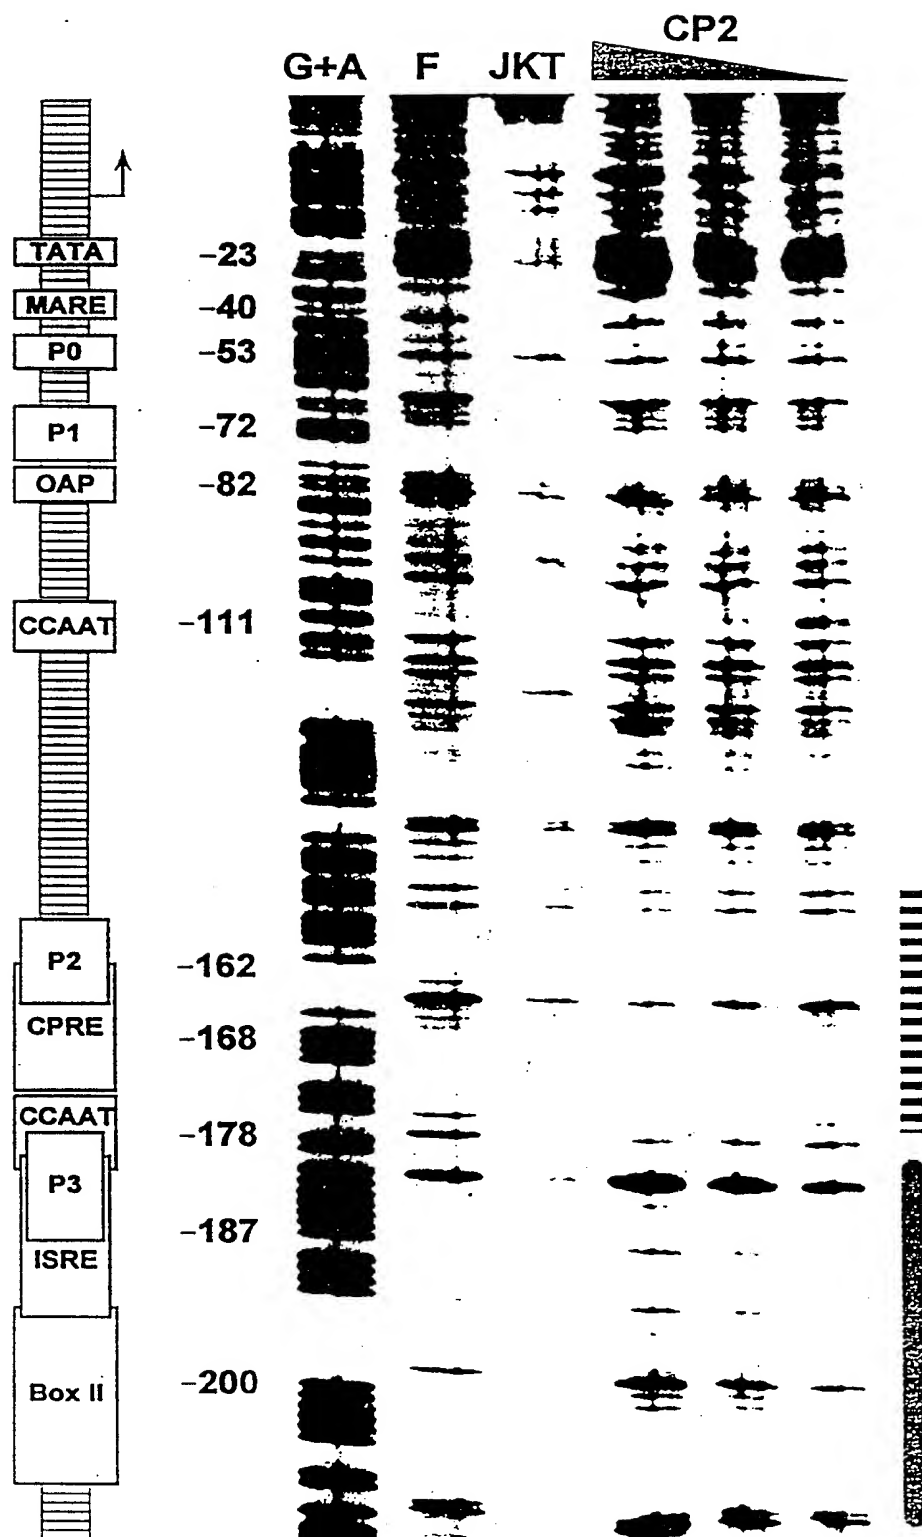 CP2
G+A F JKT
TATA -23
MARE -40
P0 -53
P1 -72
OAP -82
CCAAT -111
P2 -162
CPRE -168
CCAAT -178
P3
-187
ISRE
Box II -200